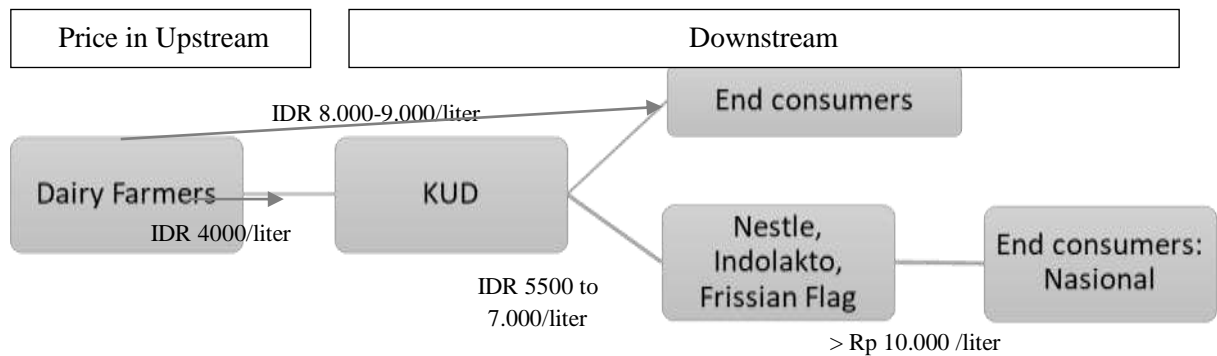 Price in Upstream
Downstream
End consumers
IDR 8.000-9.000/liter
Dairy Farmers
KUD
IDR 4000/liter
Nestle,
Indolakto,
Frissian Flag
End consumers:
Nasional
IDR 5500 to
7.000/liter
> Rp 10.000 /liter